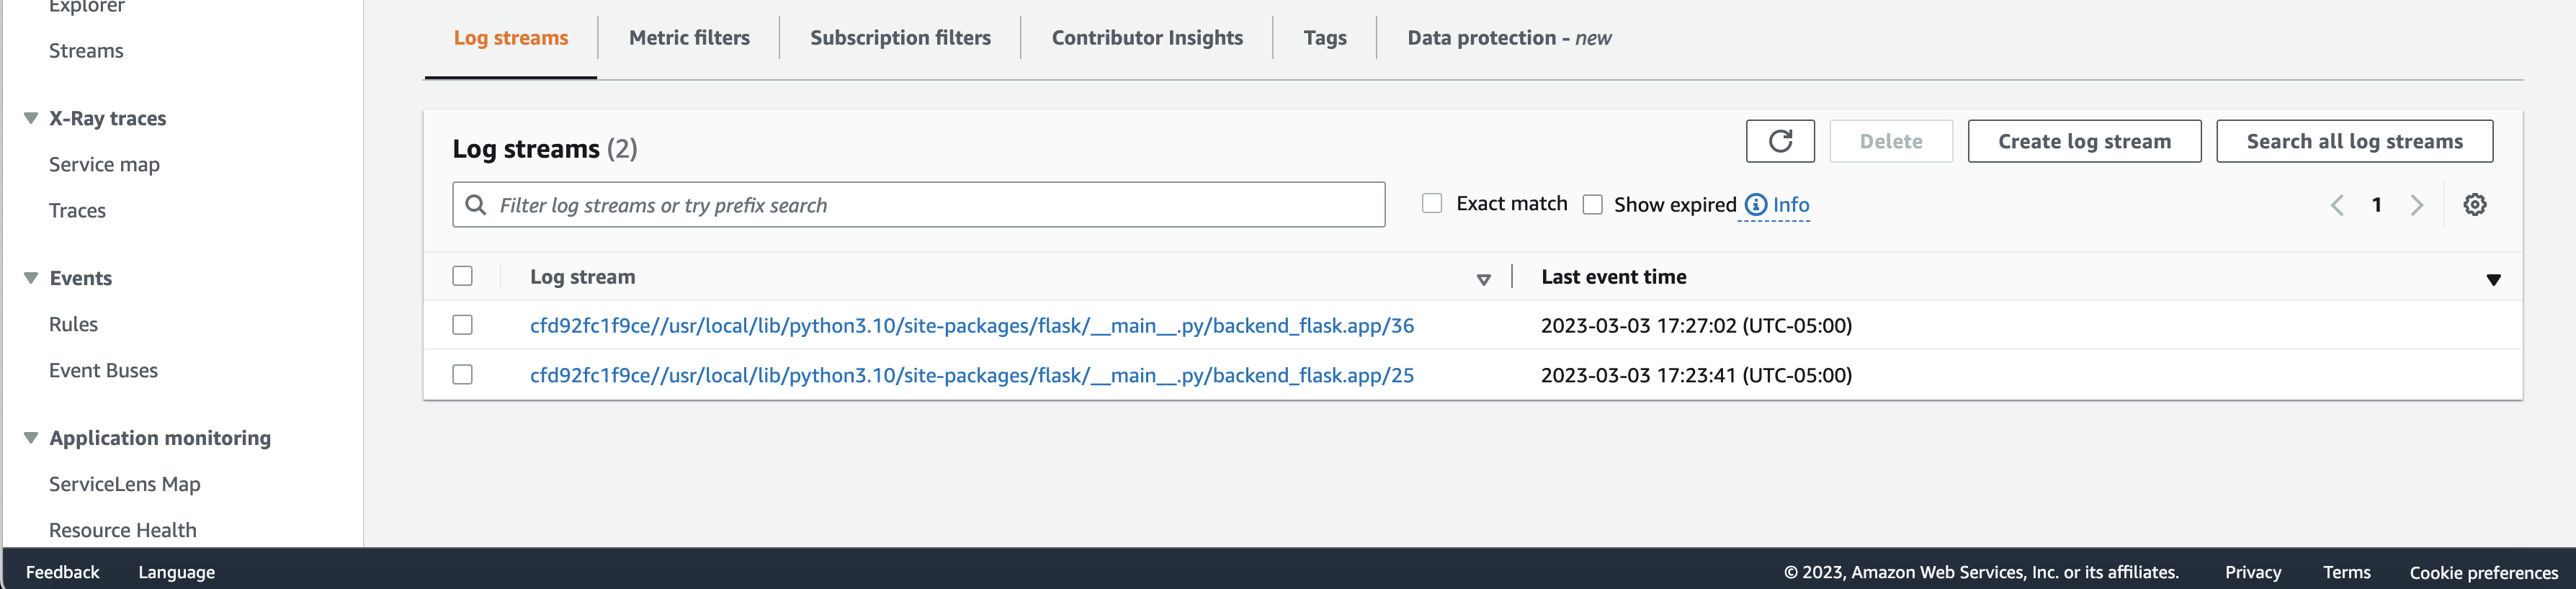 Explorer
Streams
X-Ray traces
Service map
Traces
Events
Rules
Event Buses
Application monitoring
ServiceLens Map
Resource Health
Log streams
Metric filters
Subscription filters
Contributor Insights
Tags
Data protection - new
Log streams (2)
Delete
Create log stream
Search all log streams
Filter log streams or try prefix search
Exact match
Show expired
Info
1
Log stream
Last event time
cfd92fc1f9ce//usr/local/lib/python3.10/site-packages/flask/__main__.py/backend_flask.app/36
2023-03-03 17:27:02 (UTC-05:00)
cfd92fc1f9ce//usr/local/lib/python3.10/site-packages/flask/__main__.py/backend_flask.app/25
2023-03-03 17:23:41 (UTC-05:00)
Feedback
Language
© 2023, Amazon Web Services, Inc. or its affiliates.
Privacy
Terms
Cookie preferences